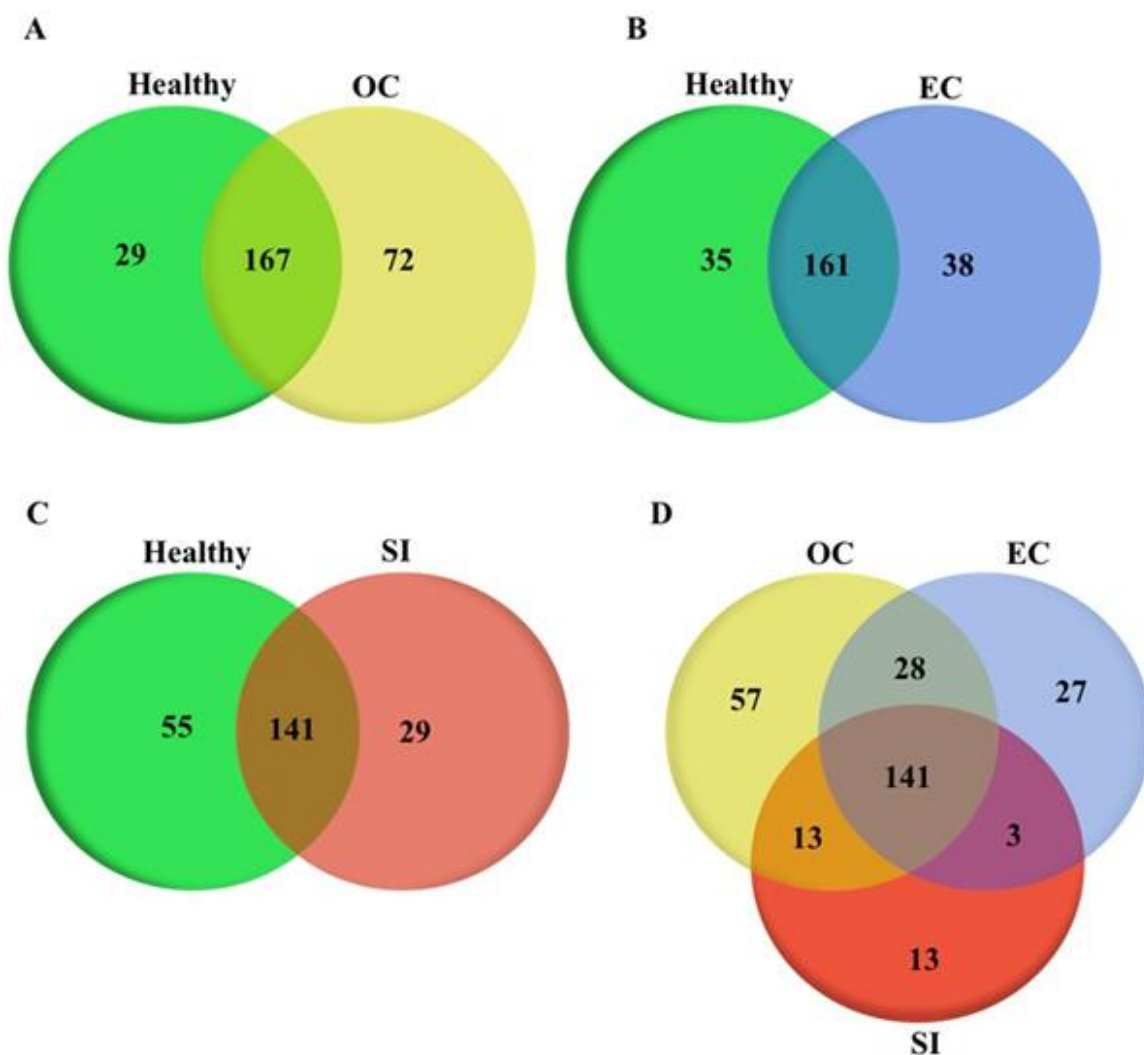 A
B
Healthy OC
Healthy EC
29 167 72
35 161 38
C
D
Healthy SI
OC EC
55 141 29
28
57 27
141
13 3
13
SI